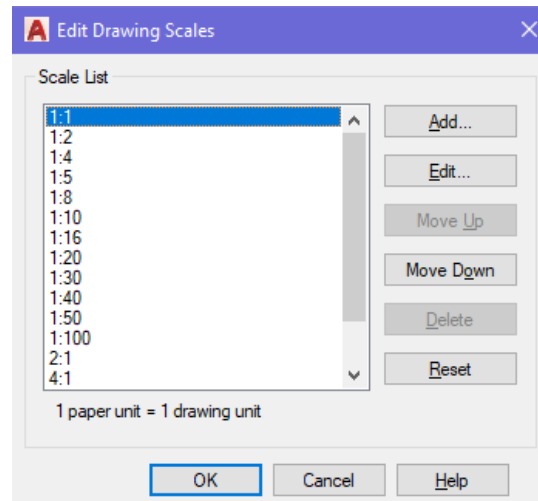 Edit Drawing Scales
Scale List
1:1
1:2
1:4
1:5
1:8
1:10
1:16
1:20
1:30
1:40
1:50
1:100
2:1
4:1
Add...
Edit...
Move Up
Move Down
Delete
Reset
1 paper unit = 1 drawing unit
OK
Cancel
Help